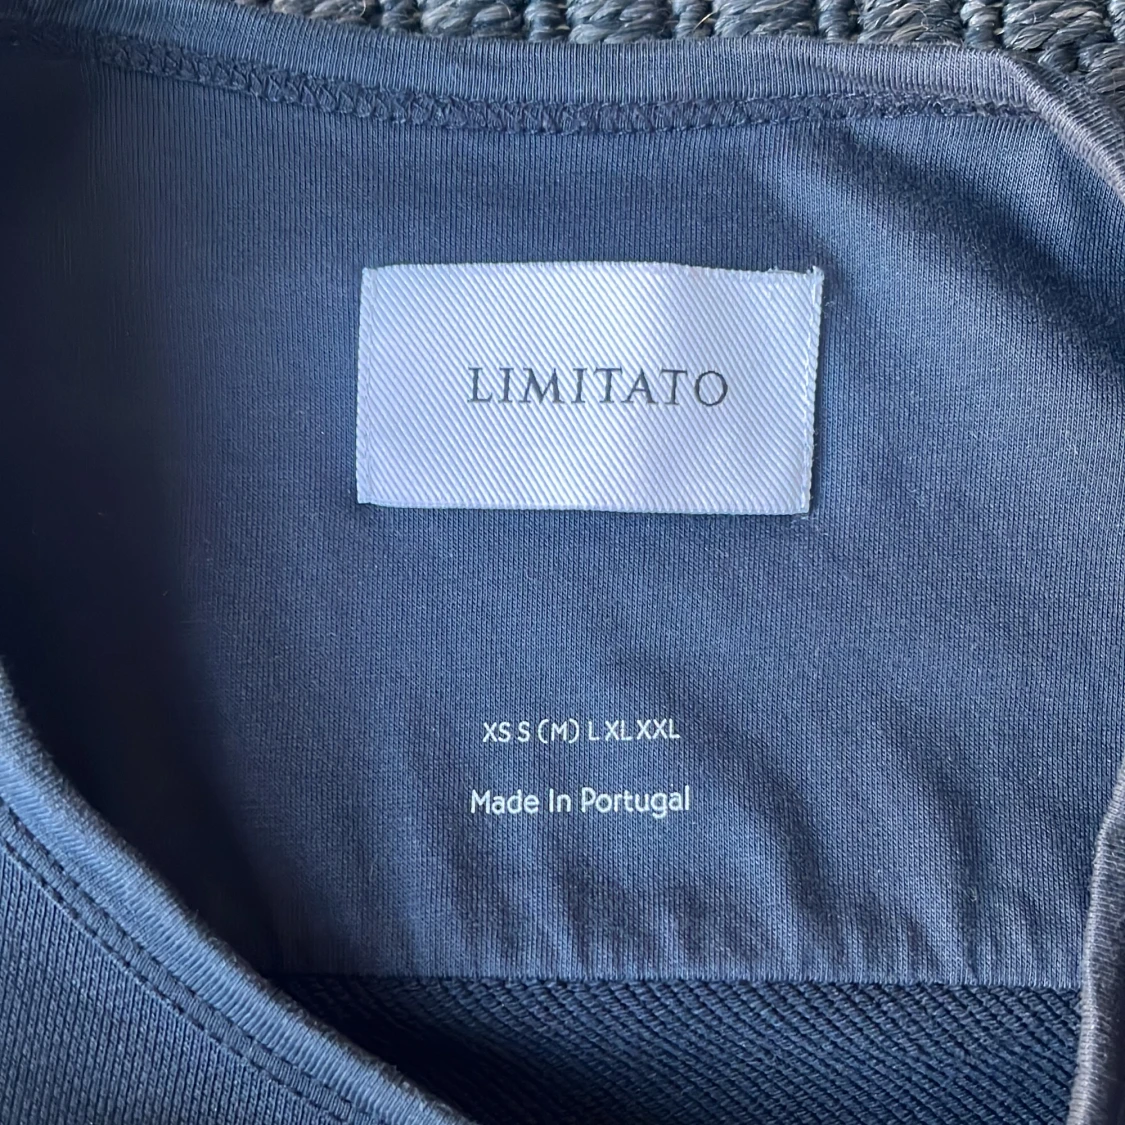 LIMITATO
XS S (M) L XL XXL
Made In Portugal